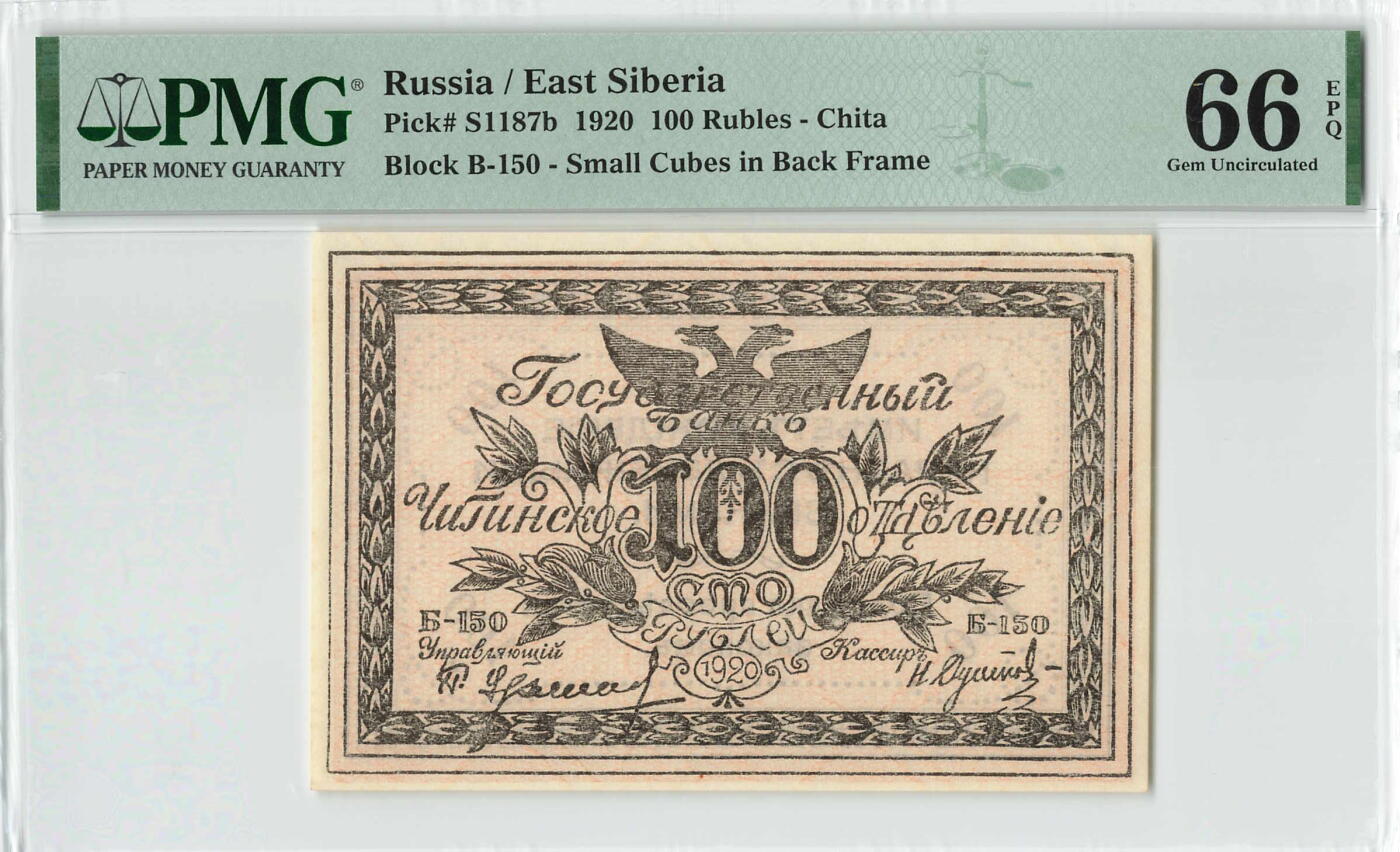 PMG®
PAPER MONEY GUARANTY
Russia / East Siberia
Pick# S1187b 1920 100 Rubles - Chita
Block B-150 - Small Cubes in Back Frame
66 EPQ
Gem Uncirculated
Государственный
Банкъ
Читинское 100 отдѣленіе
сто
рублей
Б-150 Б-150
Управляющій Кассиръ
1920